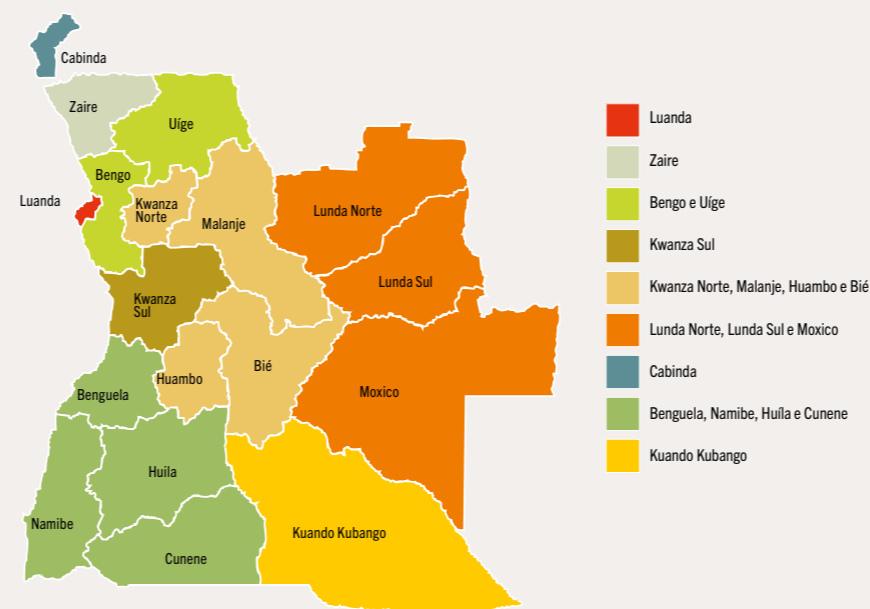 Cabinda
Zaire
Uíge
Bengo
Luanda
Kwanza
Norte
Malanje
Lunda Norte
Lunda Sul
Kwanza
Sul
Bié
Huambo
Benguela
Moxico
Huila
Namibe
Kuando Kubango
Cunene
Luanda
Zaire
Bengo e Uíge
Kwanza Sul
Kwanza Norte, Malanje, Huambo e Bié
Lunda Norte, Lunda Sul e Moxico
Cabinda
Benguela, Namibe, Huíla e Cunene
Kuando Kubango